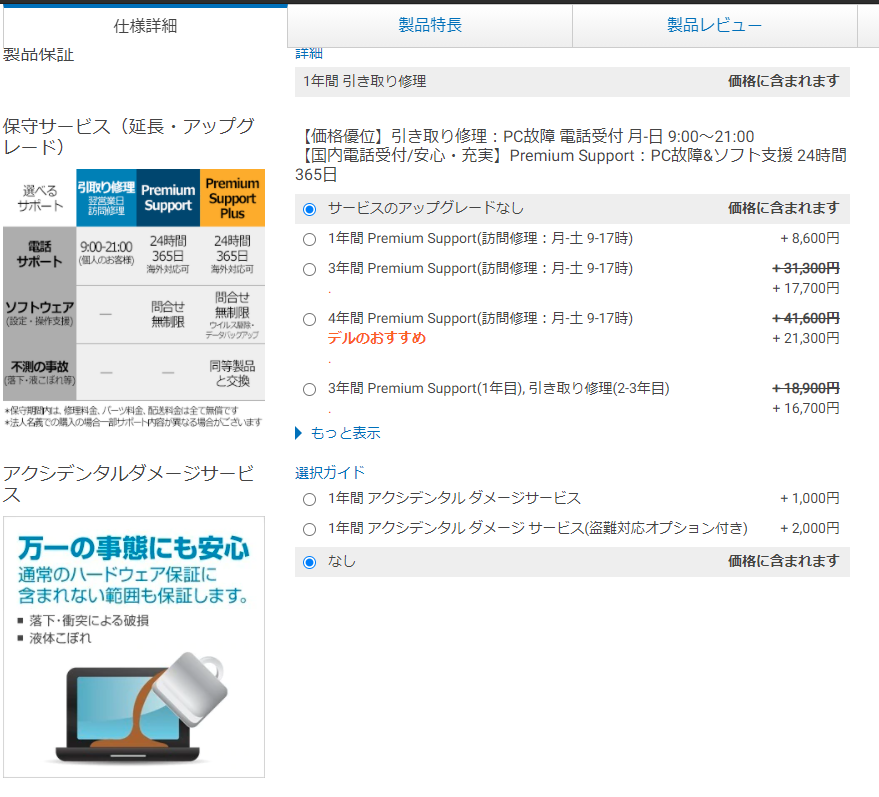 仕様詳細
製品特長
製品レビュー
製品保証
詳細
1年間 引き取り修理
価格に含まれます
保守サービス（延長・アップグ
レード）
選べる
サポート
引取り修理
翌営業日
訪問修理
Premium
Support
Premium
Support
Plus
電話
サポート
9:00-21:00
(個人のお客様)
24時間
365日
海外対応可
24時間
365日
海外対応可
ソフトウェア
(設定・操作支援)
—
問合せ
無制限
問合せ
無制限
ウイルス駆除・
データバックアップ
不測の事故
(落下・液こぼれ等)
—
—
同等製品
と交換
*保守期間内は、修理料金、パーツ料金、配送料金は全て無償です
*法人名義での購入の場合一部サポート内容が異なる場合がございます
【価格優位】引き取り修理：PC故障 電話受付 月-日 9:00～21:00
【国内電話受付/安心・充実】Premium Support：PC故障&ソフト支援 24時間
365日
サービスのアップグレードなし
価格に含まれます
1年間 Premium Support(訪問修理：月-土 9-17時)
+ 8,600円
3年間 Premium Support(訪問修理：月-土 9-17時)
+ 31,300円
.
+ 17,700円
4年間 Premium Support(訪問修理：月-土 9-17時)
+ 41,600円
デルのおすすめ
+ 21,300円
.
3年間 Premium Support(1年目), 引き取り修理(2-3年目)
+ 18,900円
.
+ 16,700円
もっと表示
アクシデンタルダメージサービ
ス
万一の事態にも安心
通常のハードウェア保証に
含まれない範囲も保証します。
■ 落下・衝突による破損
■ 液体こぼれ
選択ガイド
1年間 アクシデンタル ダメージサービス
+ 1,000円
1年間 アクシデンタル ダメージ サービス(盗難対応オプション付き)
+ 2,000円
なし
価格に含まれます